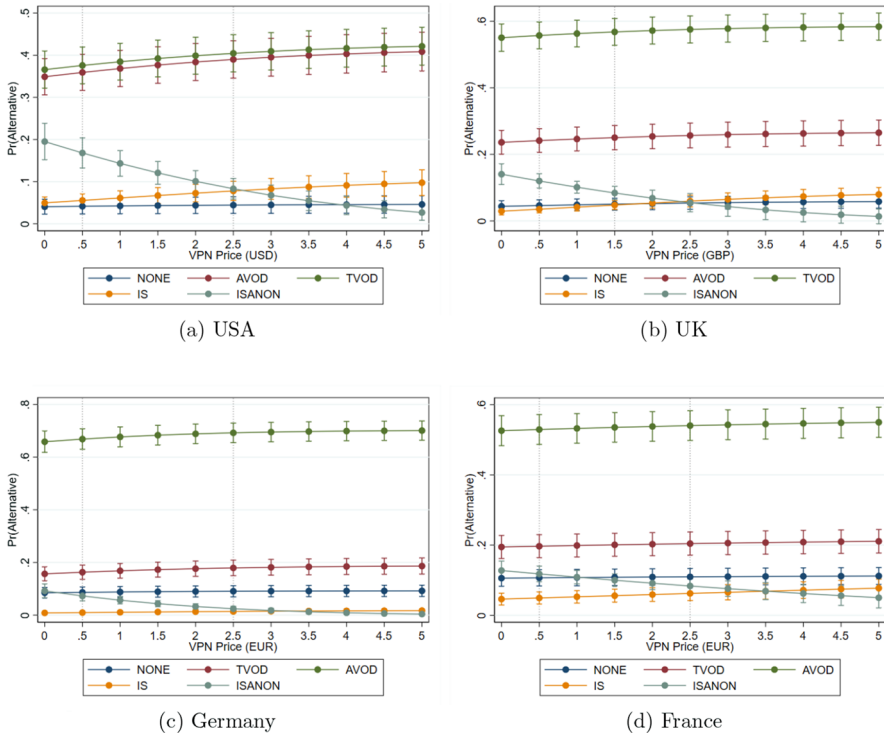 Pr(Alternative)
.5
.4
.3
.2
.1
0
0 .5 1 1.5 2 2.5 3 3.5 4 4.5 5
VPN Price (USD)
NONE AVOD TVOD
IS ISANON
(a) USA
Pr(Alternative)
.6
.4
.2
0
0 .5 1 1.5 2 2.5 3 3.5 4 4.5 5
VPN Price (GBP)
NONE AVOD TVOD
IS ISANON
(b) UK
Pr(Alternative)
.8
.6
.4
.2
0
0 .5 1 1.5 2 2.5 3 3.5 4 4.5 5
VPN Price (EUR)
NONE TVOD AVOD
IS ISANON
(c) Germany
Pr(Alternative)
.6
.4
.2
0
0 .5 1 1.5 2 2.5 3 3.5 4 4.5 5
VPN Price (EUR)
NONE TVOD AVOD
IS ISANON
(d) France